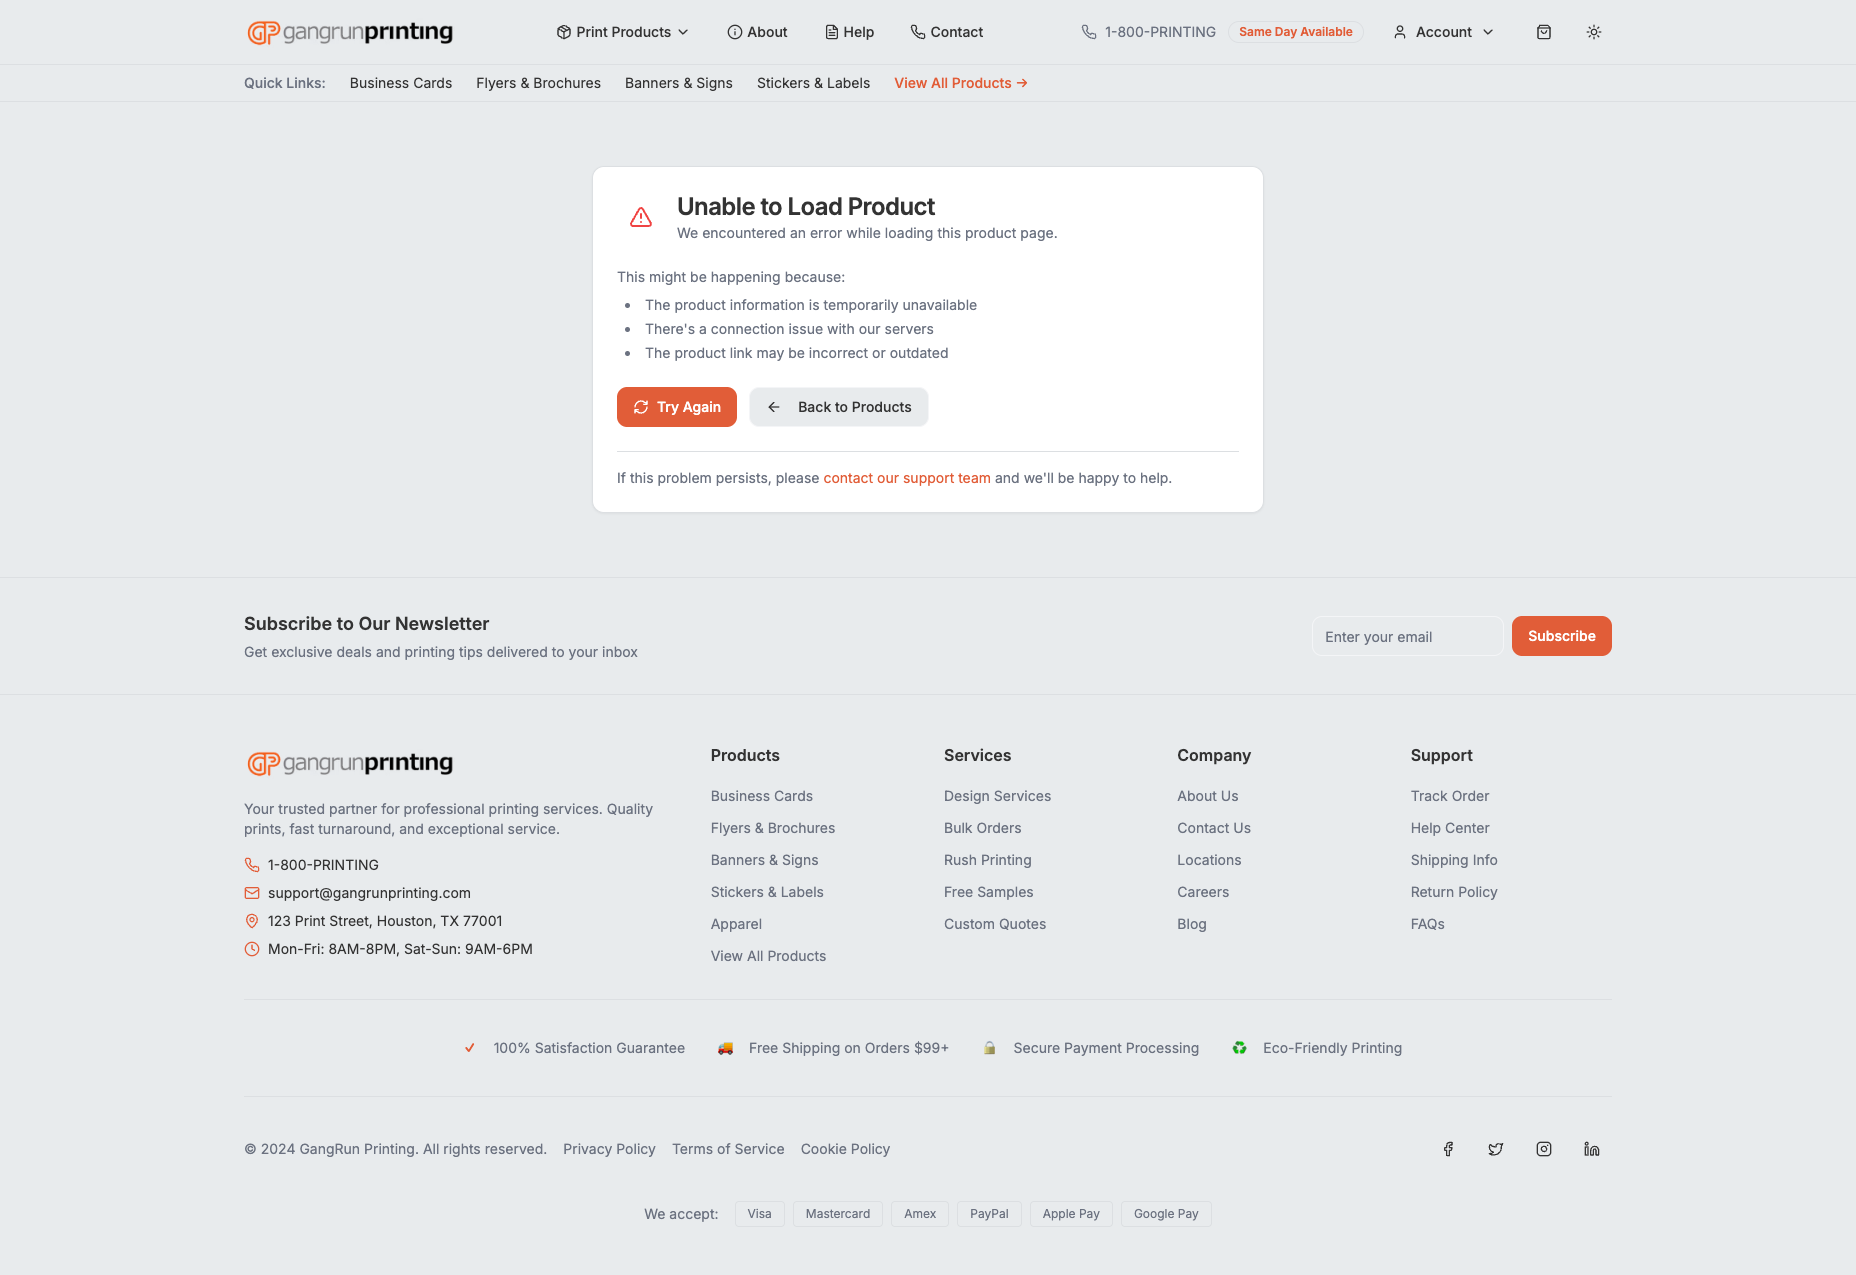 gangrunprinting
Print Products
About
Help
Contact
1-800-PRINTING
Same Day Available
Account
Quick Links:
Business Cards
Flyers & Brochures
Banners & Signs
Stickers & Labels
View All Products →
Unable to Load Product
We encountered an error while loading this product page.
This might be happening because:
• The product information is temporarily unavailable
• There's a connection issue with our servers
• The product link may be incorrect or outdated
Try Again
Back to Products
If this problem persists, please contact our support team and we'll be happy to help.
Subscribe to Our Newsletter
Get exclusive deals and printing tips delivered to your inbox
Enter your email
Subscribe
gangrunprinting
Your trusted partner for professional printing services. Quality
prints, fast turnaround, and exceptional service.
1-800-PRINTING
support@gangrunprinting.com
123 Print Street, Houston, TX 77001
Mon-Fri: 8AM-8PM, Sat-Sun: 9AM-6PM
Products
Business Cards
Flyers & Brochures
Banners & Signs
Stickers & Labels
Apparel
View All Products
Services
Design Services
Bulk Orders
Rush Printing
Free Samples
Custom Quotes
Company
About Us
Contact Us
Locations
Careers
Blog
Support
Track Order
Help Center
Shipping Info
Return Policy
FAQs
✓ 100% Satisfaction Guarantee
🚚 Free Shipping on Orders $99+
🔒 Secure Payment Processing
♻️ Eco-Friendly Printing
© 2024 GangRun Printing. All rights reserved.
Privacy Policy
Terms of Service
Cookie Policy
We accept:
Visa
Mastercard
Amex
PayPal
Apple Pay
Google Pay